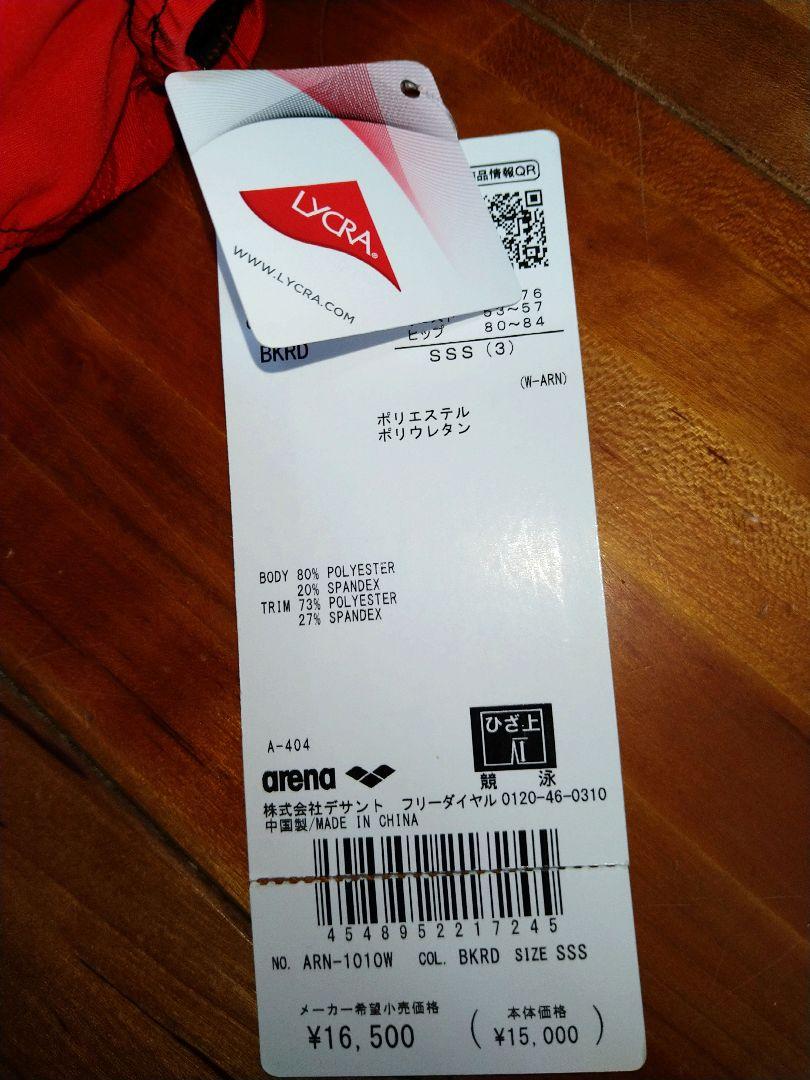 LYCRA®
WWW.LYCRA.COM
品情報QR
76
53~57
ヒップ 80~84
BKRD
SSS (3)
(W-ARN)
ポリエステル
ポリウレタン
BODY 80% POLYESTER
20% SPANDEX
TRIM 73% POLYESTER
27% SPANDEX
ひざ上
A-404
arena
競泳
株式会社デサント フリーダイヤル 0120-46-0310
中国製/MADE IN CHINA
4548952217245
NO. ARN-1010W COL. BKRD SIZE SSS
メーカー希望小売価格 本体価格
¥16,500 (¥15,000)